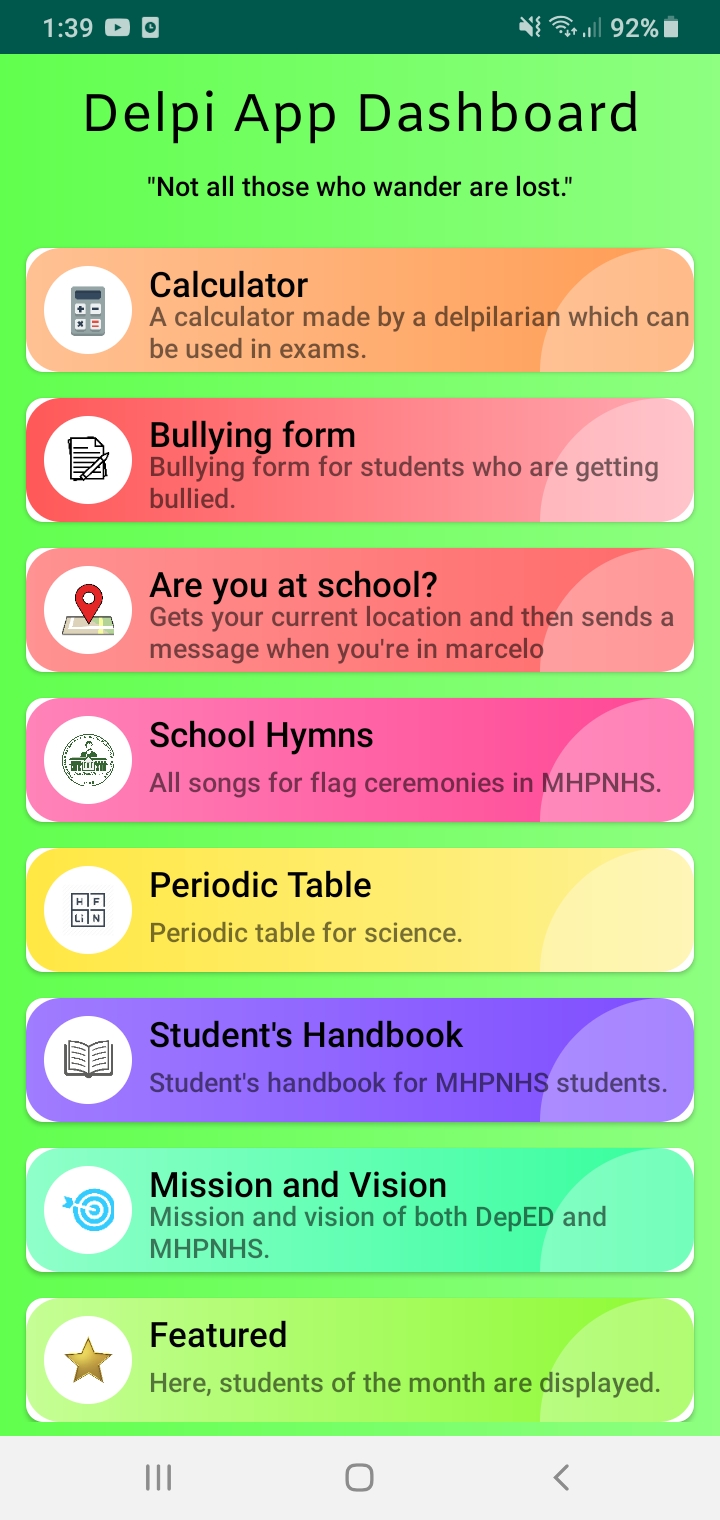 1:39
92%
Delpi App Dashboard
"Not all those who wander are lost."
Calculator
A calculator made by a delpilarian which can
be used in exams.
Bullying form
Bullying form for students who are getting
bullied.
Are you at school?
Gets your current location and then sends a
message when you're in marcelo
School Hymns
All songs for flag ceremonies in MHPNHS.
Periodic Table
H F
Li N
Periodic table for science.
Student's Handbook
Student's handbook for MHPNHS students.
Mission and Vision
Mission and vision of both DepED and
MHPNHS.
Featured
Here, students of the month are displayed.